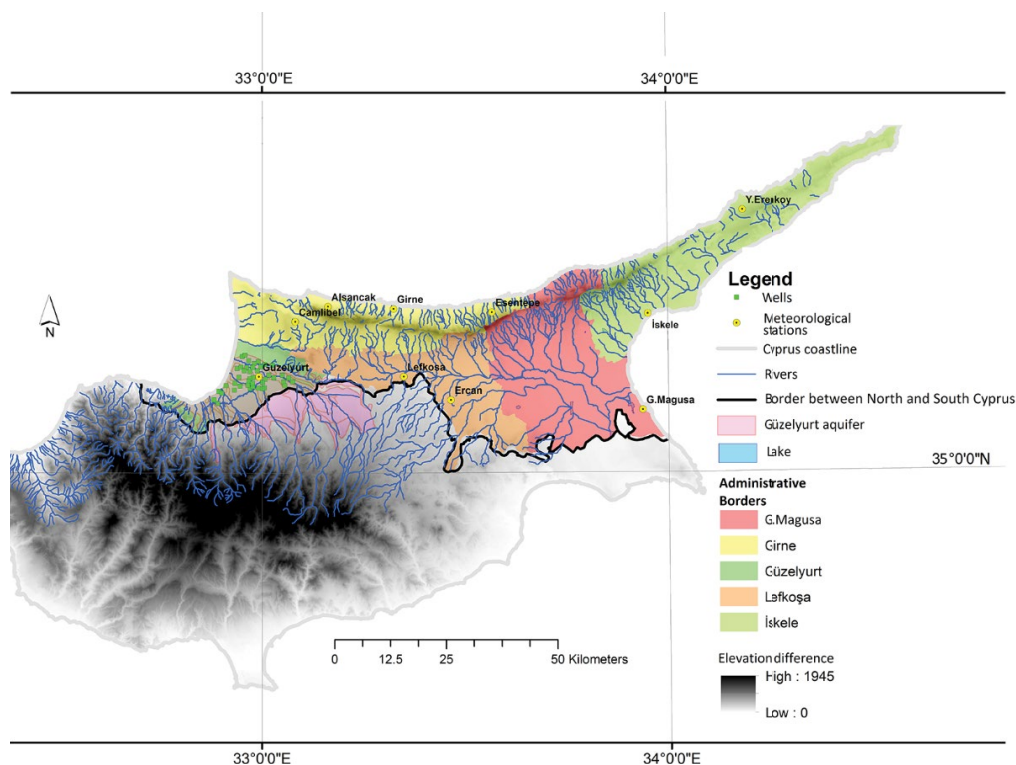 33°0'0"E
34°0'0"E
Y.Erenkoy
Alsancak
Girne
Camlibel
Esentepe
İskele
Guzelyurt
Lefkosa
Ercan
G.Magusa
N
35°0'0"N
Legend
Wells
Meteorological
stations
Cyprus coastline
Rivers
Border between North and South Cyprus
Güzelyurt aquifer
Lake
Administrative
Borders
G.Magusa
Girne
Güzelyurt
Lefkoşa
İskele
Elevation difference
High : 1945
Low : 0
0 12.5 25 50 Kilometers
33°0'0"E
34°0'0"E